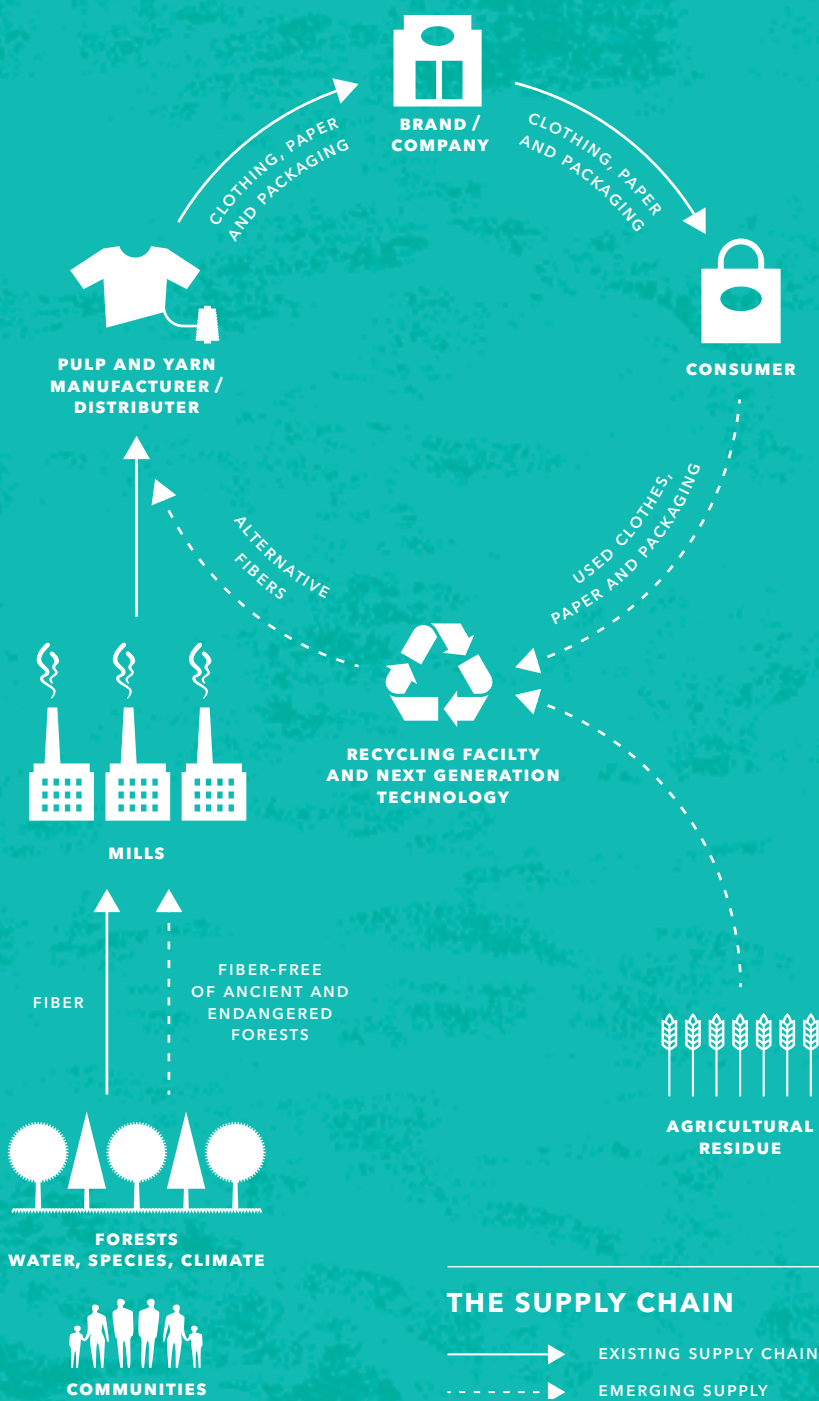 BRAND /
COMPANY
CLOTHING, PAPER
AND PACKAGING
CLOTHING, PAPER
AND PACKAGING
PULP AND YARN
MANUFACTURER /
DISTRIBUTER
CONSUMER
USED CLOTHES,
PAPER AND PACKAGING
ALTERNATIVE
FIBERS
RECYCLING FACILTY
AND NEXT GENERATION
TECHNOLOGY
MILLS
FIBER
FIBER-FREE
OF ANCIENT AND
ENDANGERED
FORESTS
AGRICULTURAL
RESIDUE
FORESTS
WATER, SPECIES, CLIMATE
COMMUNITIES
THE SUPPLY CHAIN
EXISTING SUPPLY CHAIN
EMERGING SUPPLY